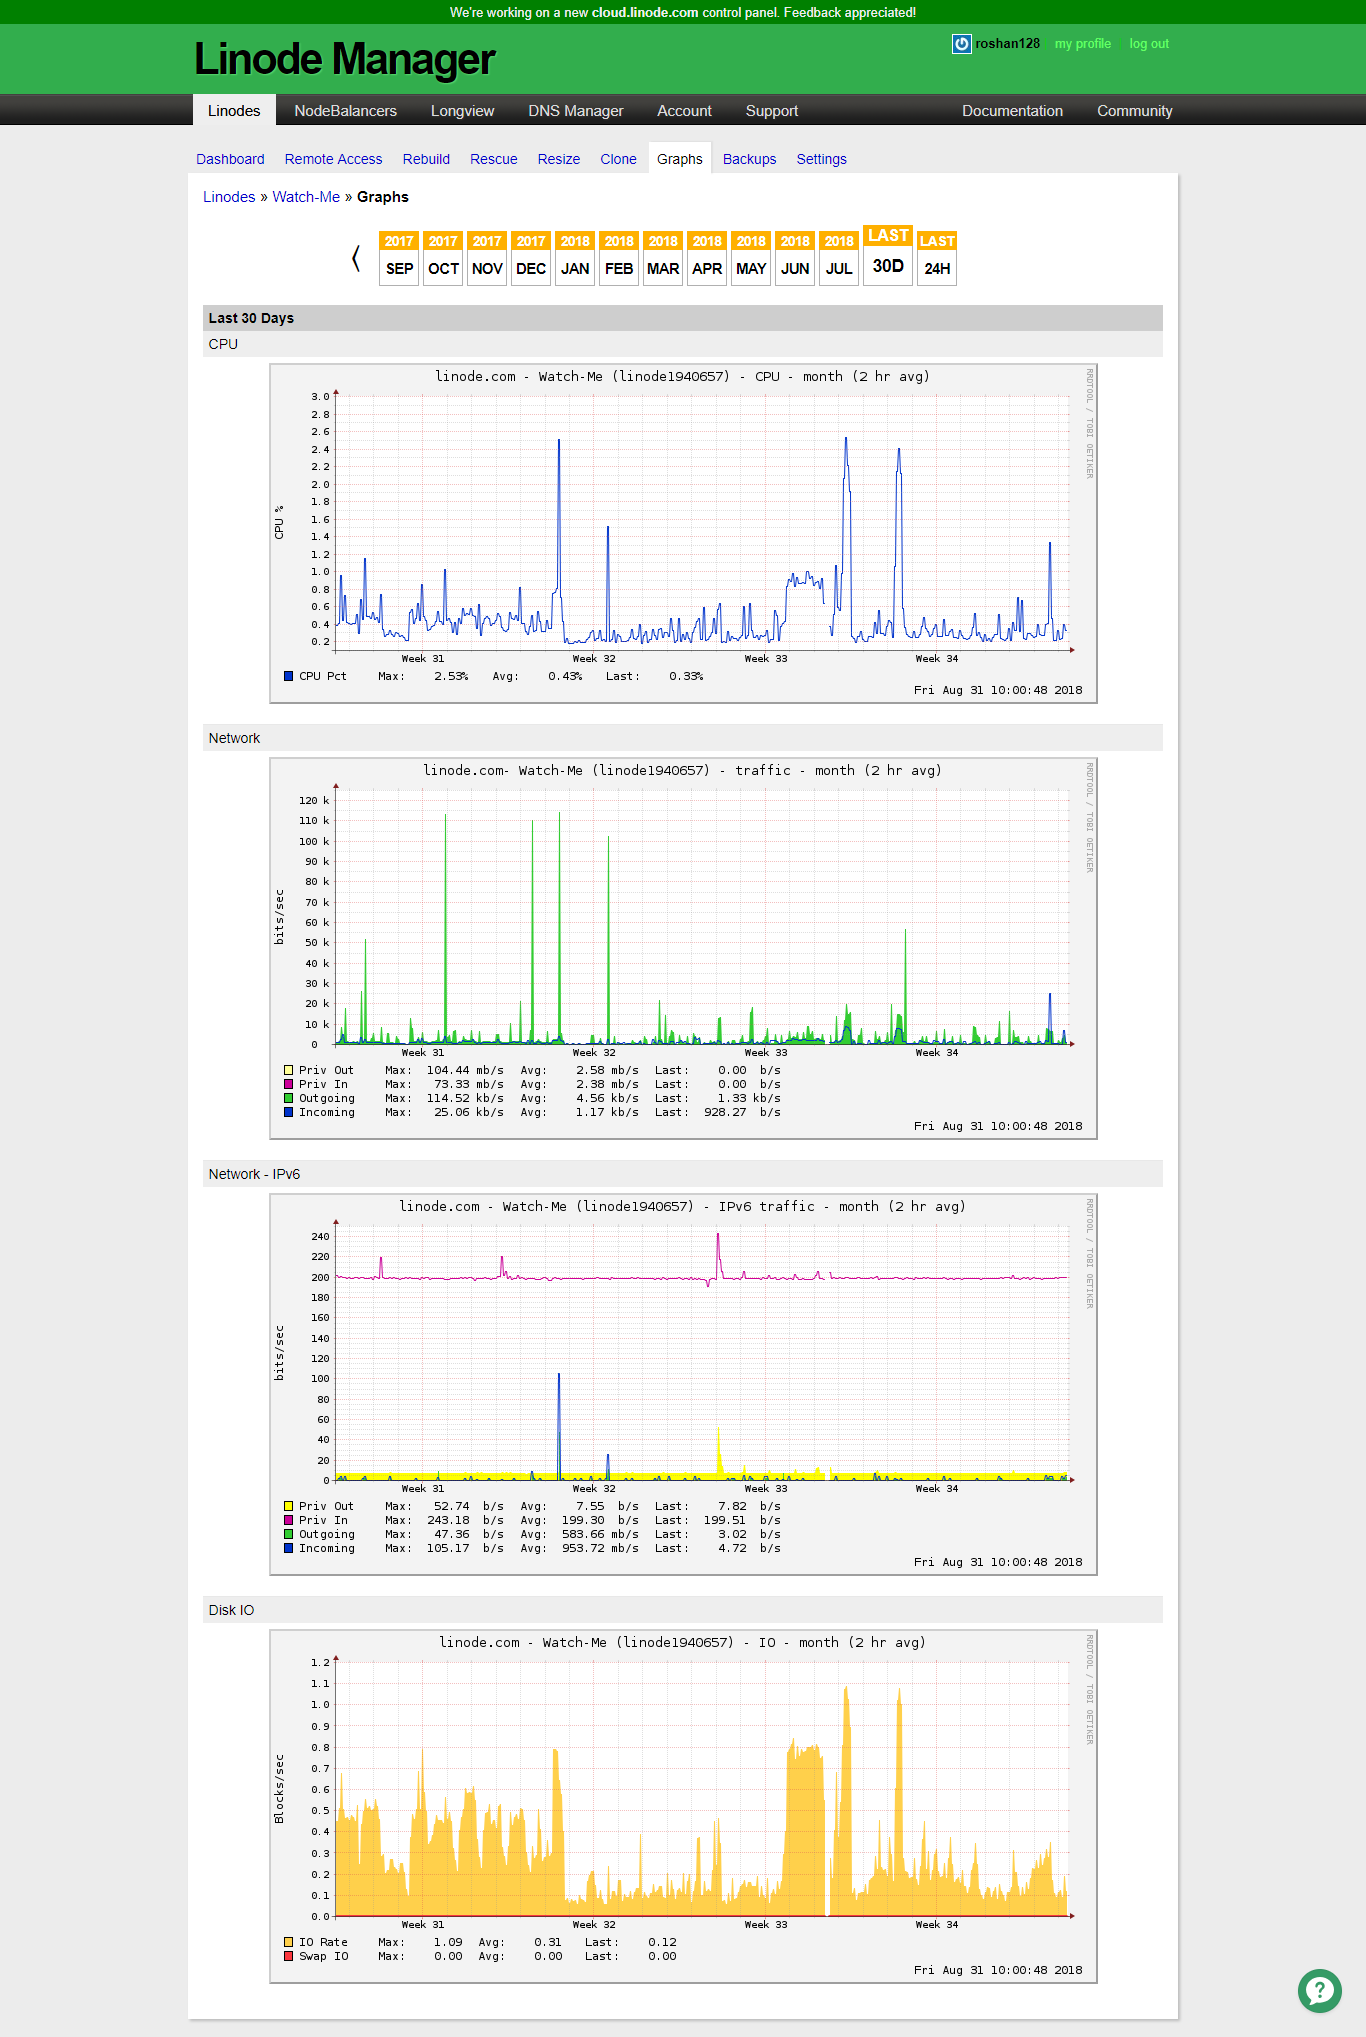 We're working on a new cloud.linode.com control panel. Feedback appreciated!
Linode Manager
roshan128 my profile log out
Linodes NodeBalancers Longview DNS Manager Account Support Documentation Community
Dashboard Remote Access Rebuild Rescue Resize Clone Graphs Backups Settings
Linodes » Watch-Me » Graphs
2017 2017 2017 2017 2018 2018 2018 2018 2018 2018 2018 LAST LAST
SEP OCT NOV DEC JAN FEB MAR APR MAY JUN JUL 30D 24H
Last 30 Days
CPU
linode.com - Watch-Me (linode1940657) - CPU - month (2 hr avg)
RRDTOOL / TOBI OETIKER
CPU %
3.0
2.8
2.6
2.4
2.2
2.0
1.8
1.6
1.4
1.2
1.0
0.8
0.6
0.4
0.2
Week 31 Week 32 Week 33 Week 34
CPU Pct Max: 2.53% Avg: 0.43% Last: 0.33%
Fri Aug 31 10:00:48 2018
Network
linode.com- Watch-Me (linode1940657) - traffic - month (2 hr avg)
RRDTOOL / TOBI OETIKER
bits/sec
120 k
110 k
100 k
90 k
80 k
70 k
60 k
50 k
40 k
30 k
20 k
10 k
0
Week 31 Week 32 Week 33 Week 34
Priv Out Max: 104.44 mb/s Avg: 2.58 mb/s Last: 0.00 b/s
Priv In Max: 73.33 mb/s Avg: 2.38 mb/s Last: 0.00 b/s
Outgoing Max: 114.52 kb/s Avg: 4.56 kb/s Last: 1.33 kb/s
Incoming Max: 25.06 kb/s Avg: 1.17 kb/s Last: 928.27 b/s
Fri Aug 31 10:00:48 2018
Network - IPv6
linode.com - Watch-Me (linode1940657) - IPv6 traffic - month (2 hr avg)
RRDTOOL / TOBI OETIKER
bits/sec
240
220
200
180
160
140
120
100
80
60
40
20
0
Week 31 Week 32 Week 33 Week 34
Priv Out Max: 52.74 b/s Avg: 7.55 b/s Last: 7.82 b/s
Priv In Max: 243.18 b/s Avg: 199.30 b/s Last: 199.51 b/s
Outgoing Max: 47.36 b/s Avg: 583.66 mb/s Last: 3.02 b/s
Incoming Max: 105.17 b/s Avg: 953.72 mb/s Last: 4.72 b/s
Fri Aug 31 10:00:48 2018
Disk IO
linode.com - Watch-Me (linode1940657) - IO - month (2 hr avg)
RRDTOOL / TOBI OETIKER
Blocks/sec
1.2
1.1
1.0
0.9
0.8
0.7
0.6
0.5
0.4
0.3
0.2
0.1
0.0
Week 31 Week 32 Week 33 Week 34
IO Rate Max: 1.09 Avg: 0.31 Last: 0.12
Swap IO Max: 0.00 Avg: 0.00 Last: 0.00
Fri Aug 31 10:00:48 2018
?